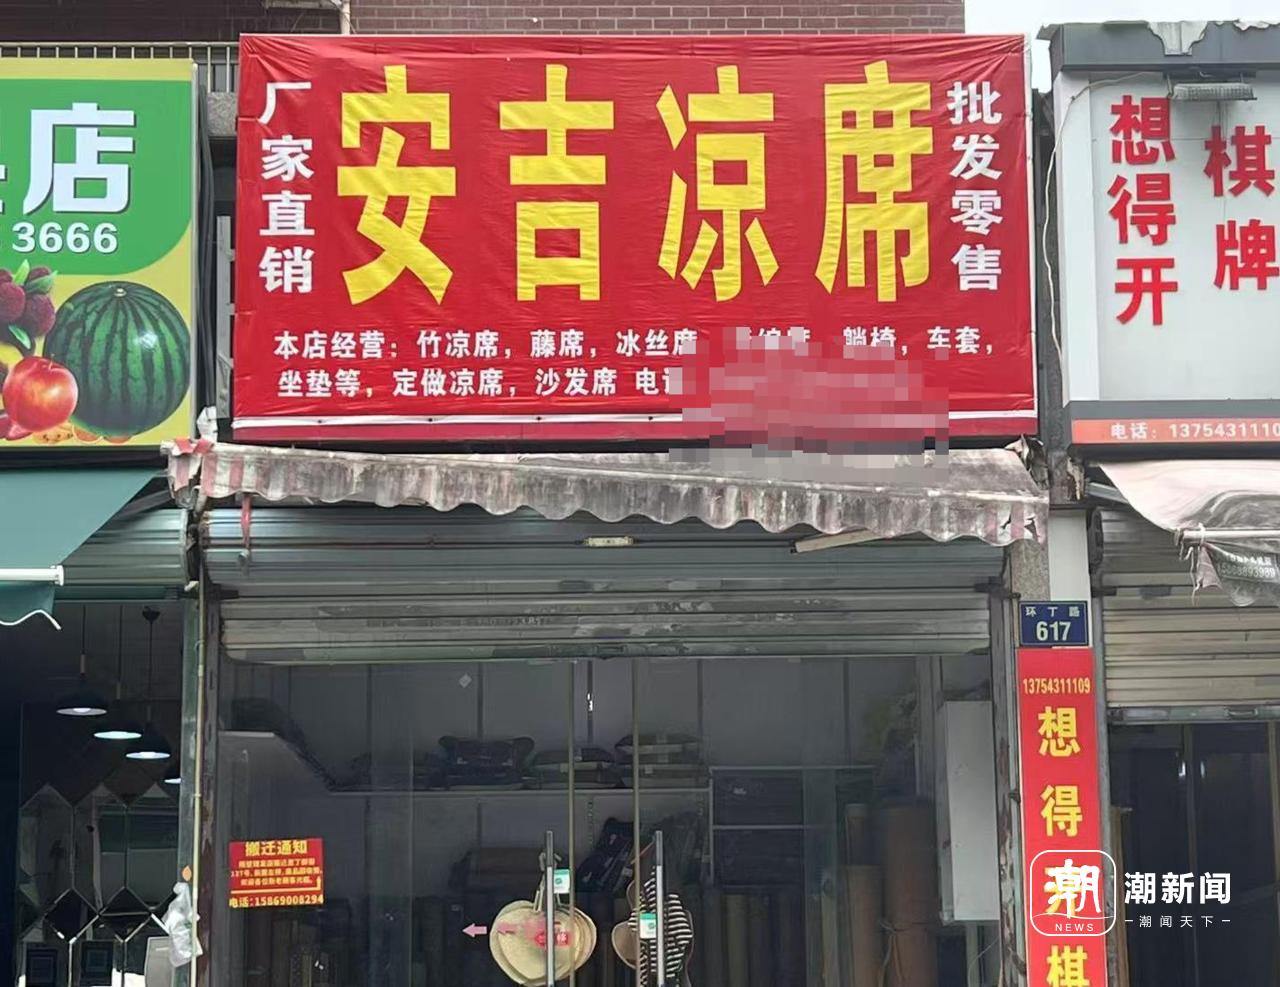 店
3666
厂家直销
安吉凉席
批发零售
本店经营：竹凉席，藤席，冰丝席
躺椅，车套，
坐垫等，定做凉席，沙发席 电
想得开
棋牌
电话：1375431110
环丁路
617
13754311109
想得开棋
搬迁通知
电话：15869008294
潮
NEWS
潮新闻
潮闻天下